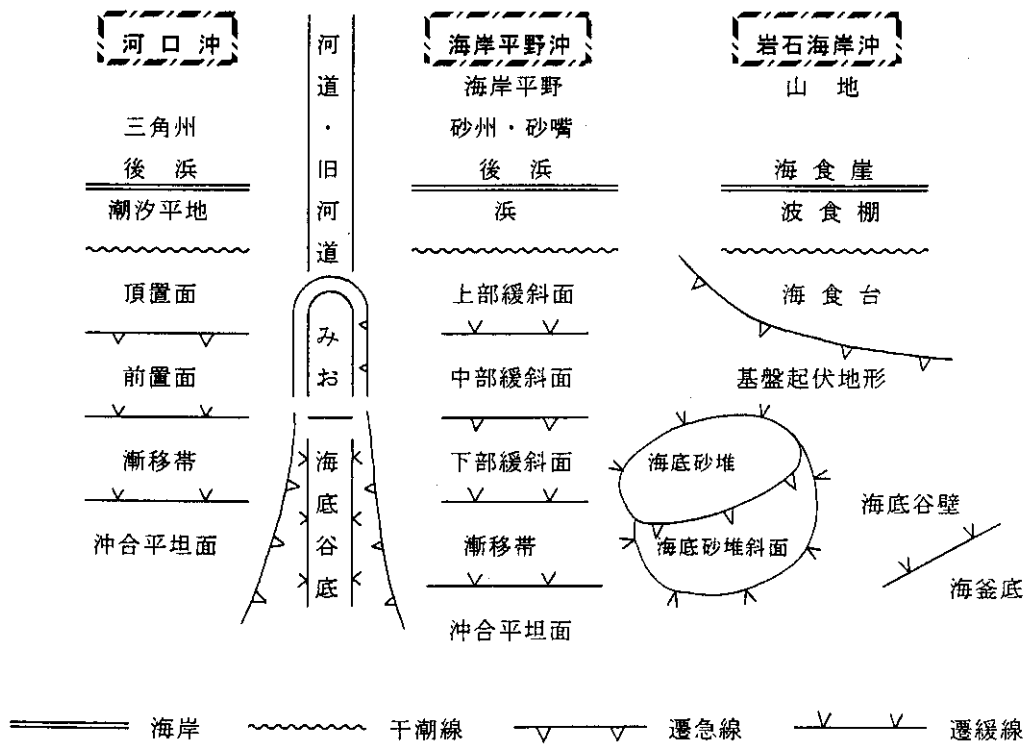 河口沖
三角州
後浜
潮汐平地
頂置面
前置面
漸移帯
沖合平坦面
河道・旧河道
みお
海底谷底
海岸平野沖
海岸平野
砂州・砂嘴
後浜
浜
上部緩斜面
中部緩斜面
下部緩斜面
漸移帯
沖合平坦面
岩石海岸沖
山地
海食崖
波食棚
海食台
基盤起伏地形
海底砂堆
海底砂堆斜面
海底谷壁
海釜底
海岸
干潮線
遷急線
遷緩線